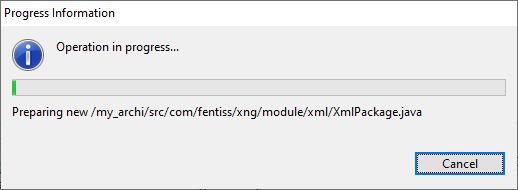 Progress Information
Operation in progress...
Preparing new /my_archi/src/com/fentiss/xng/module/xml/XmlPackage.java
Cancel